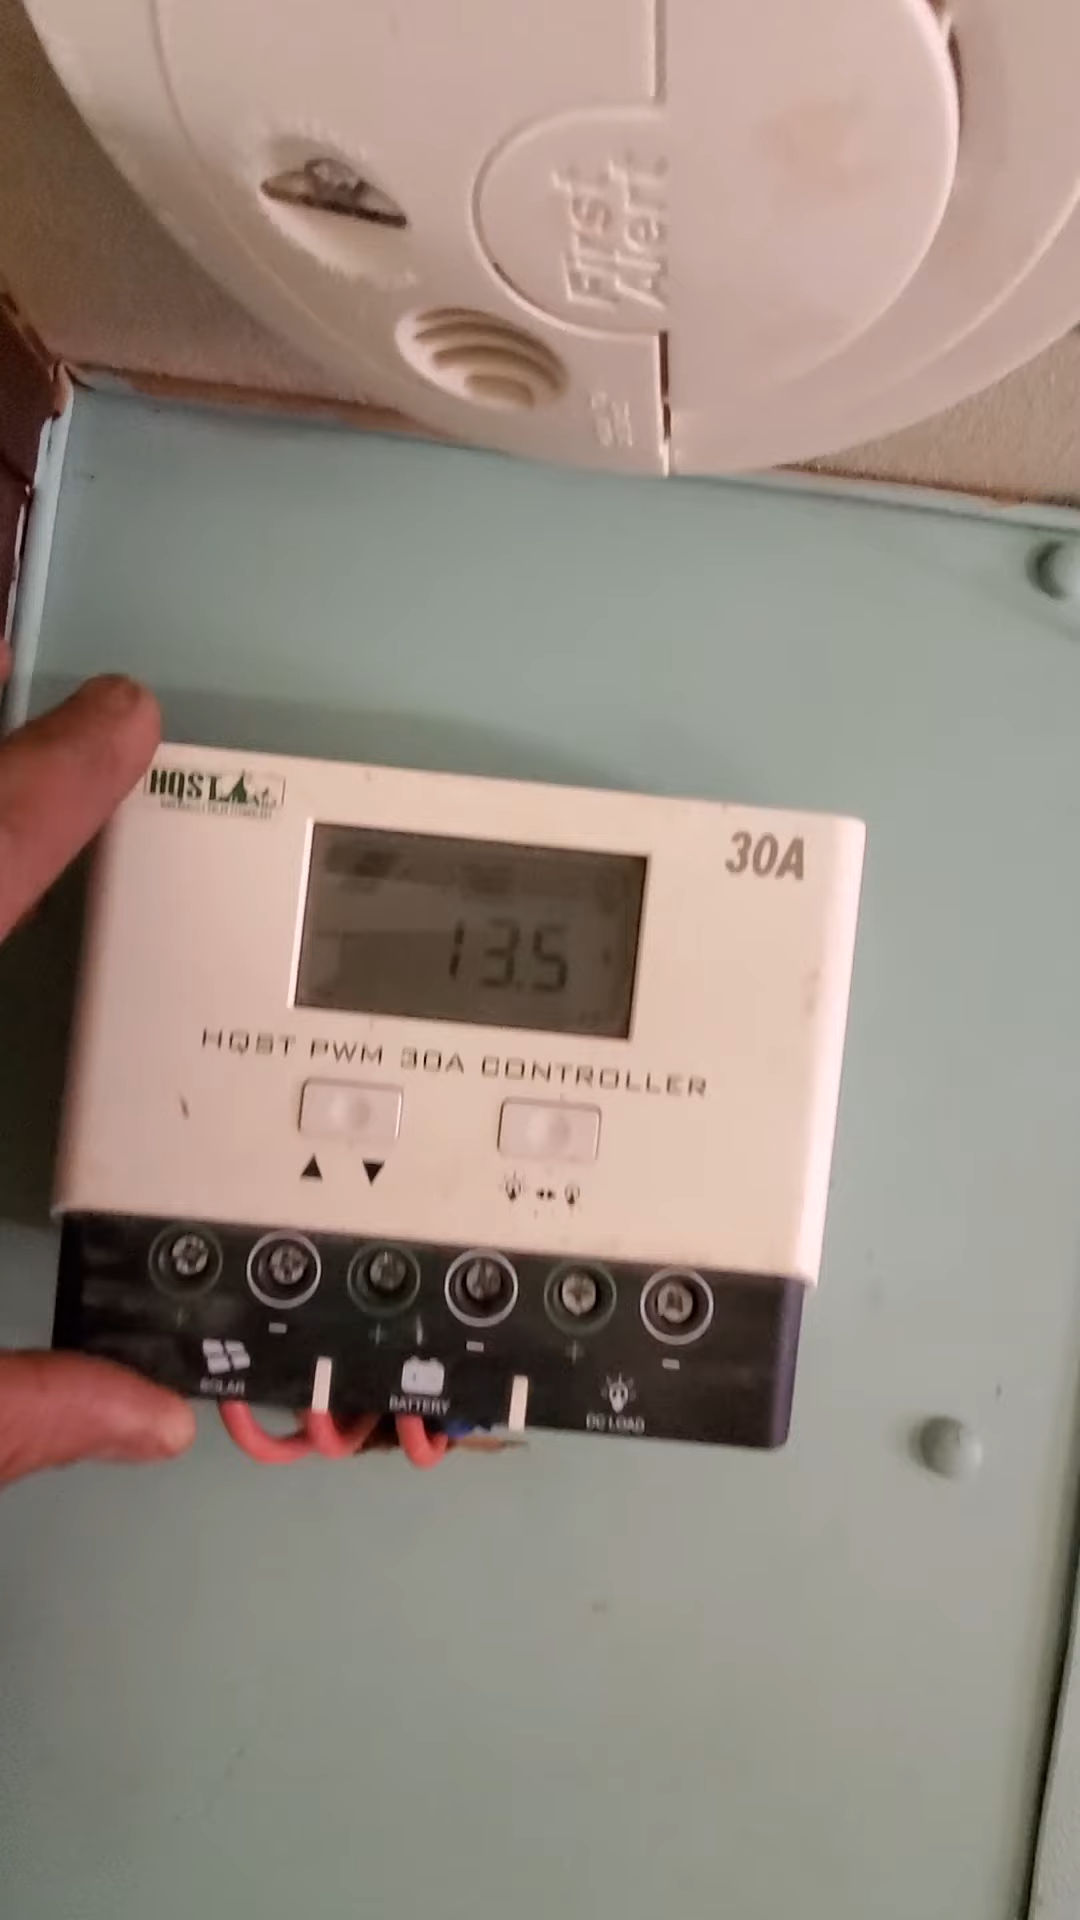 First
Alert
HQST
30A
13.5
HQST PWM 30A CONTROLLER
▲ ▼
+ - + - + -
SOLAR
BATTERY
DC LOAD